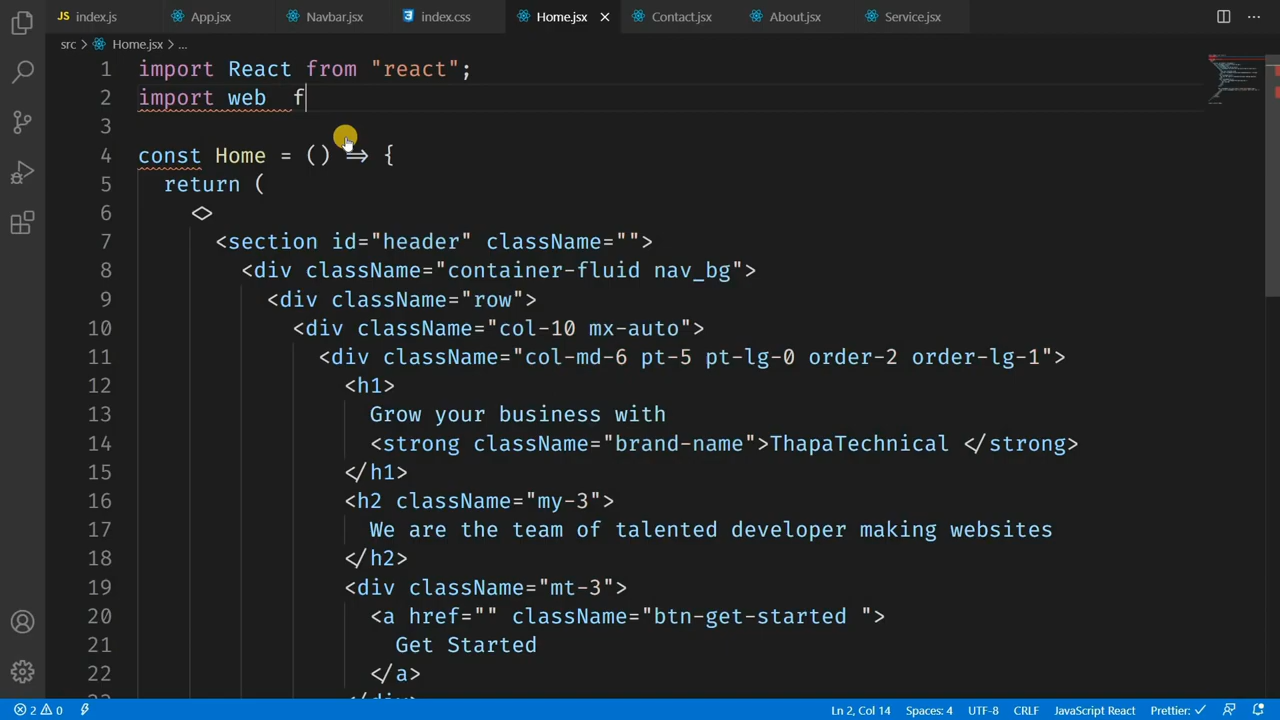 JS index.js App.jsx Navbar.jsx index.css Home.jsx Contact.jsx About.jsx Service.jsx
src > Home.jsx > ...
1 import React from "react";
2 import web  f
3
4 const Home = () => {
5 return (
6 <>
7 <section id="header" className="">
8 <div className="container-fluid nav_bg">
9 <div className="row">
10 <div className="col-10 mx-auto">
11 <div className="col-md-6 pt-5 pt-lg-0 order-2 order-lg-1">
12 <h1>
13 Grow your business with
14 <strong className="brand-name">ThapaTechnical </strong>
15 </h1>
16 <h2 className="my-3">
17 We are the team of talented developer making websites
18 </h2>
19 <div className="mt-3">
20 <a href="" className="btn-get-started ">
21 Get Started
22 </a>
23 </div>
2 0 Ln 2, Col 14 Spaces: 4 UTF-8 CRLF JavaScript React Prettier: ✓